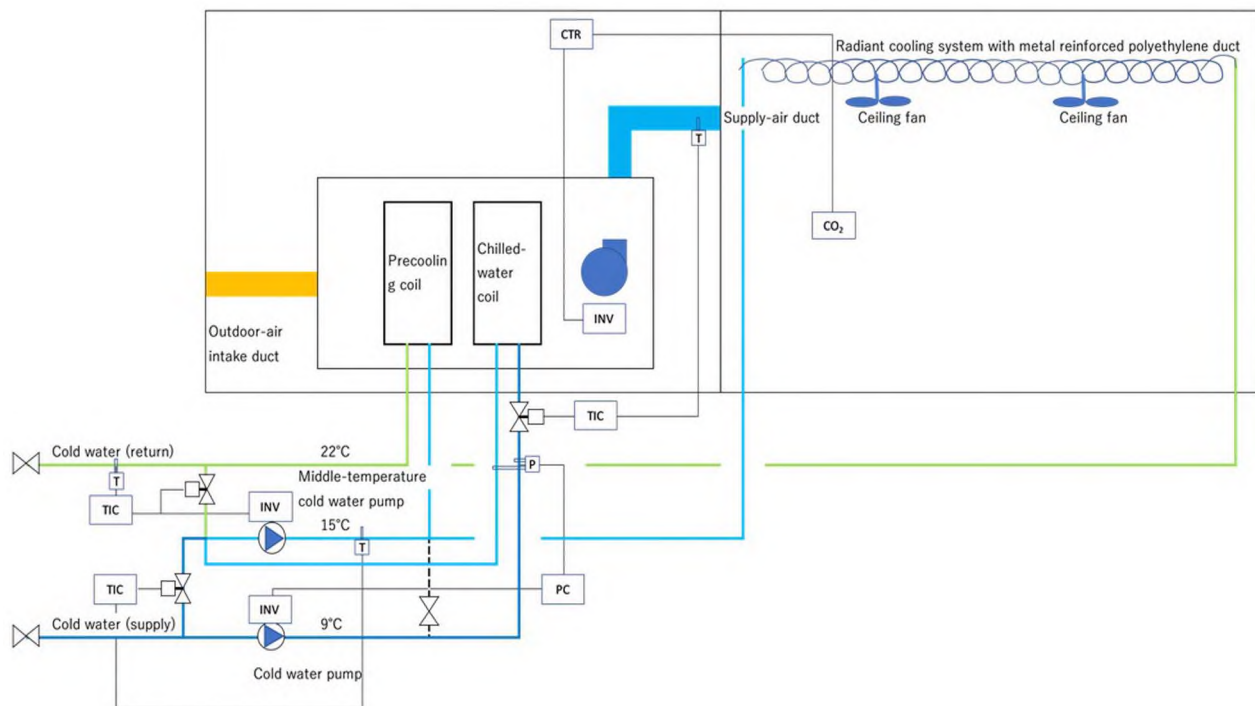 CTR
Radiant cooling system with metal reinforced polyethylene duct
Supply-air duct
T
Ceiling fan
Ceiling fan
CO₂
Precoolin
g coil
Chilled-
water
coil
INV
Outdoor-air
intake duct
TIC
Cold water (return)
22°C
P
T
Middle-temperature
cold water pump
TIC
INV
15°C
T
TIC
PC
INV
Cold water (supply)
9°C
Cold water pump